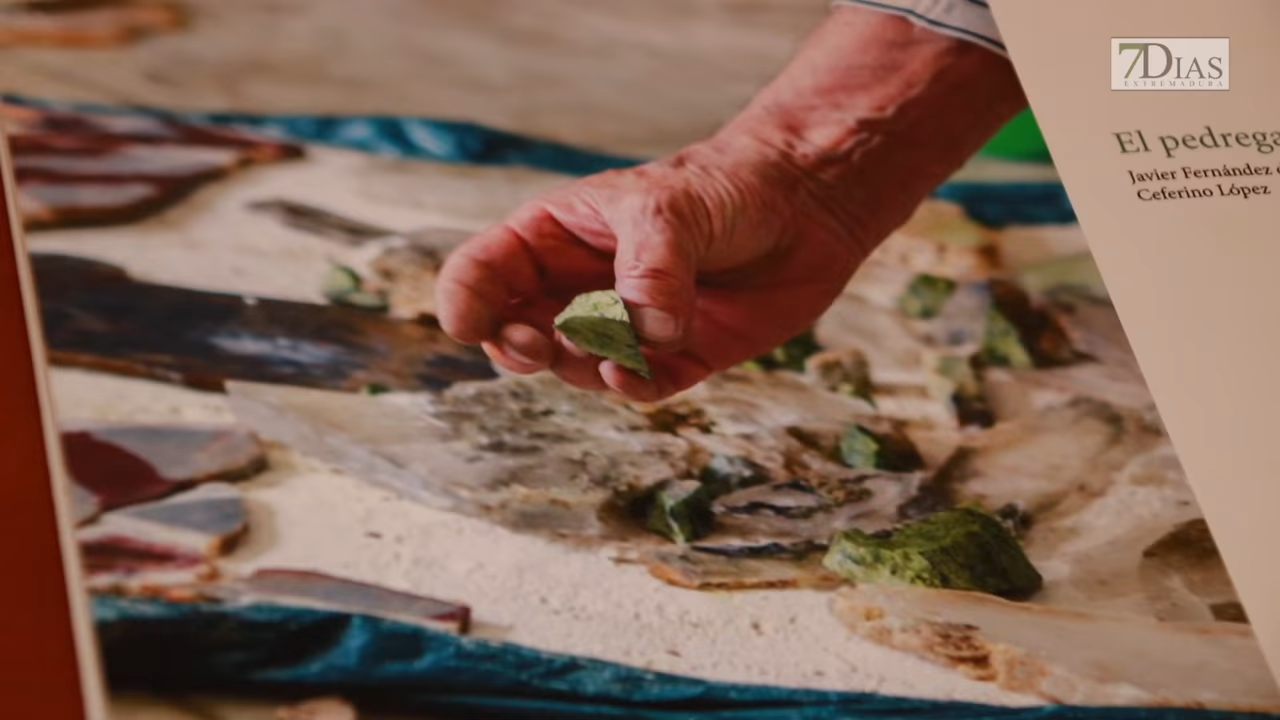 7DIAS
EXTREMADURA
El pedrega
Javier Fernández
Ceferino López